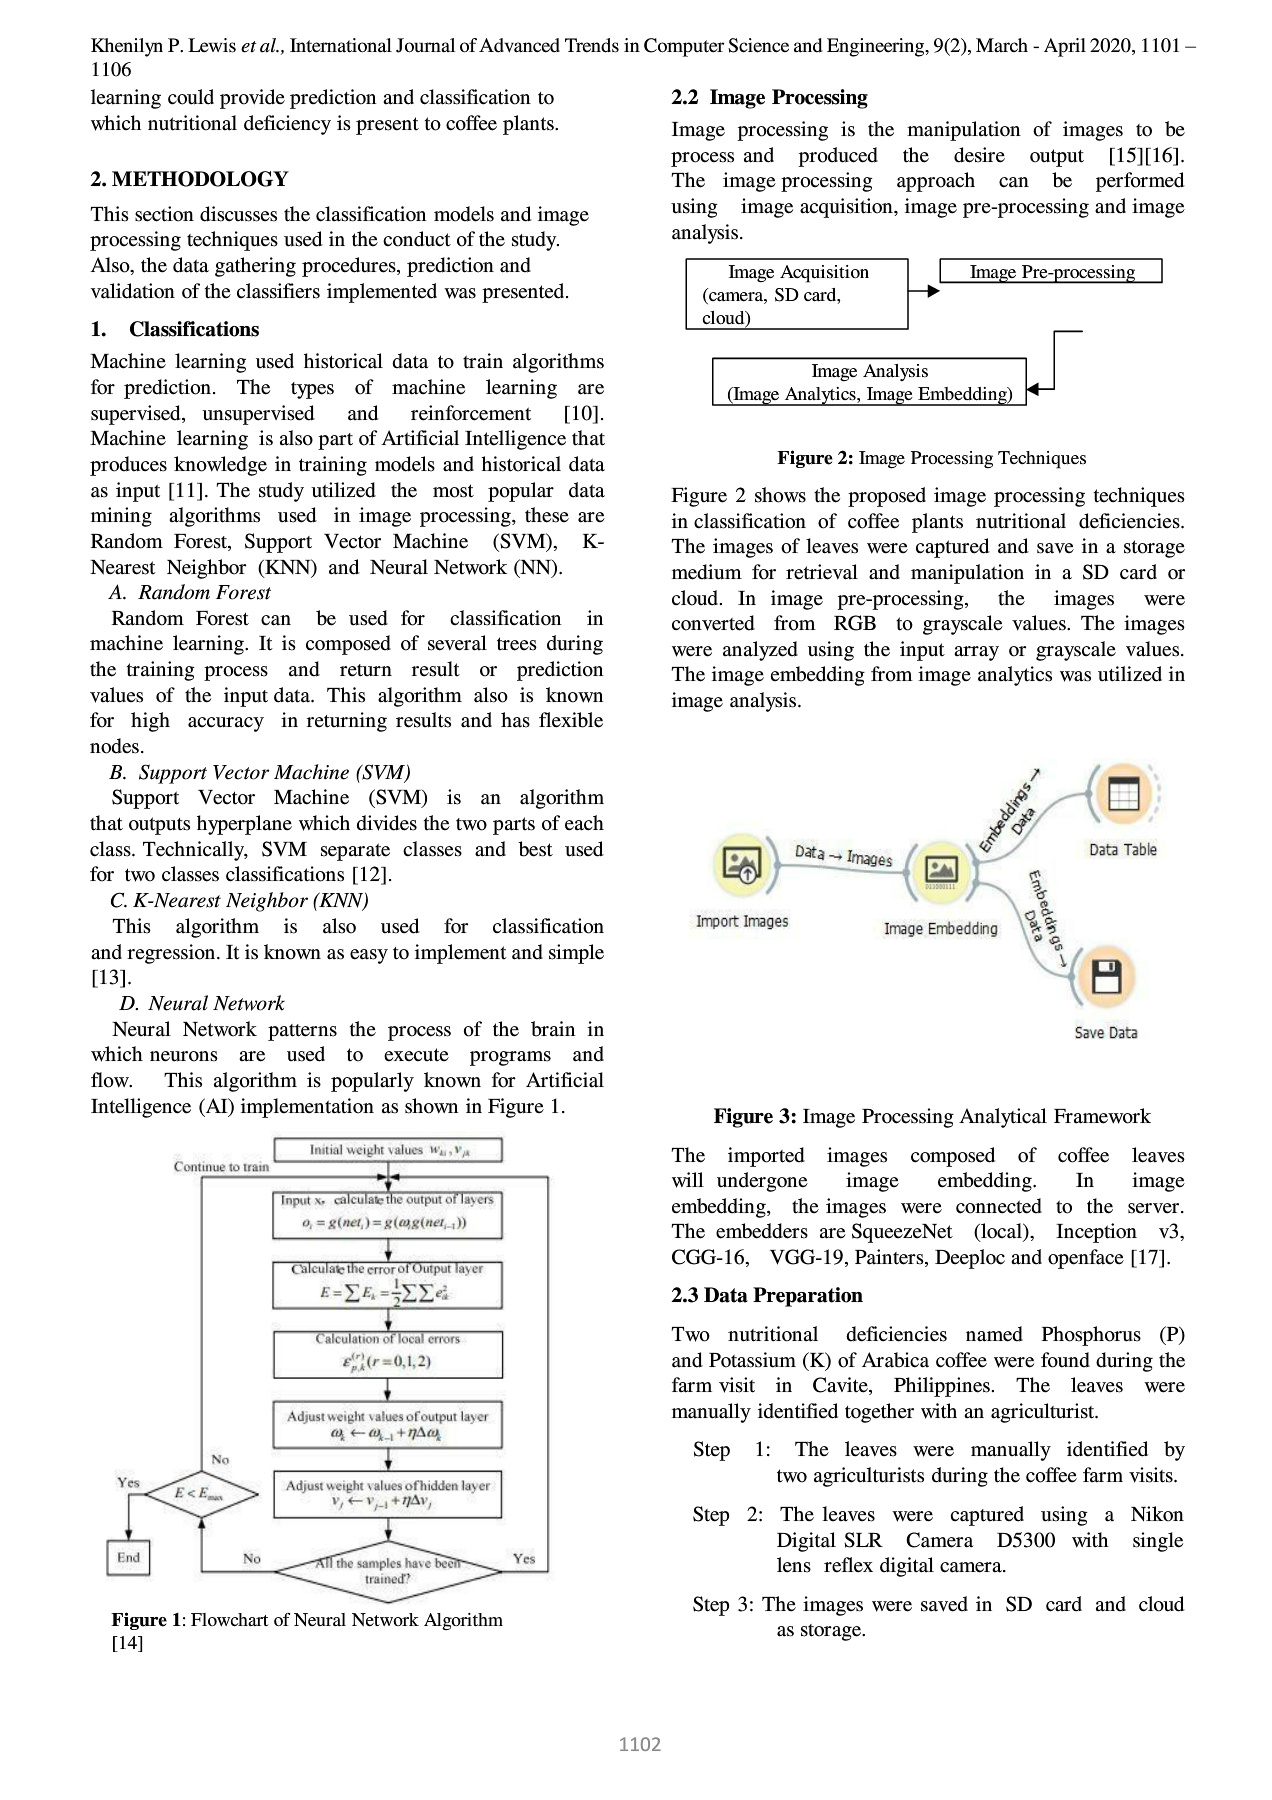 Khenilyn P. Lewis et al., International Journal of Advanced Trends in Computer Science and Engineering, 9(2), March - April 2020, 1101 –
1106
learning could provide prediction and classification to
which nutritional deficiency is present to coffee plants.
2. METHODOLOGY
This section discusses the classification models and image
processing techniques used in the conduct of the study.
Also, the data gathering procedures, prediction and
validation of the classifiers implemented was presented.
1. Classifications
Machine learning used historical data to train algorithms
for prediction. The types of machine learning are
supervised, unsupervised and reinforcement [10].
Machine learning is also part of Artificial Intelligence that
produces knowledge in training models and historical data
as input [11]. The study utilized the most popular data
mining algorithms used in image processing, these are
Random Forest, Support Vector Machine (SVM), K-
Nearest Neighbor (KNN) and Neural Network (NN).
A. Random Forest
Random Forest can be used for classification in
machine learning. It is composed of several trees during
the training process and return result or prediction
values of the input data. This algorithm also is known
for high accuracy in returning results and has flexible
nodes.
B. Support Vector Machine (SVM)
Support Vector Machine (SVM) is an algorithm
that outputs hyperplane which divides the two parts of each
class. Technically, SVM separate classes and best used
for two classes classifications [12].
C. K-Nearest Neighbor (KNN)
This algorithm is also used for classification
and regression. It is known as easy to implement and simple
[13].
D. Neural Network
Neural Network patterns the process of the brain in
which neurons are used to execute programs and
flow. This algorithm is popularly known for Artificial
Intelligence (AI) implementation as shown in Figure 1.
Initial weight values w_ki, v_jk
Continue to train
Input x, calculate the output of layers
o_i = g(net_i) = g(ω_i g(net_{i-1}))
Calculate the error of Output layer
E = ∑ E_k = 1/2 ∑∑ e²_ik
Calculation of local errors
ε_{p,k}^{(r)} (r = 0,1,2)
Adjust weight values of output layer
ω_k ← ω_{k-1} + ηΔω_k
No
Yes
E < E_max
Adjust weight values of hidden layer
v_j ← v_{j-1} + ηΔv_j
End
No
All the samples have been
trained?
Yes
Figure 1: Flowchart of Neural Network Algorithm
[14]
2.2 Image Processing
Image processing is the manipulation of images to be
process and produced the desire output [15][16].
The image processing approach can be performed
using image acquisition, image pre-processing and image
analysis.
Image Acquisition
(camera, SD card,
cloud)
Image Pre-processing
Image Analysis
(Image Analytics, Image Embedding)
Figure 2: Image Processing Techniques
Figure 2 shows the proposed image processing techniques
in classification of coffee plants nutritional deficiencies.
The images of leaves were captured and save in a storage
medium for retrieval and manipulation in a SD card or
cloud. In image pre-processing, the images were
converted from RGB to grayscale values. The images
were analyzed using the input array or grayscale values.
The image embedding from image analytics was utilized in
image analysis.
Import Images
Data → Images
Image Embedding
Embeddings →
Data
Data Table
Embeddings →
Data
Save Data
Figure 3: Image Processing Analytical Framework
The imported images composed of coffee leaves
will undergone image embedding. In image
embedding, the images were connected to the server.
The embedders are SqueezeNet (local), Inception v3,
CGG-16, VGG-19, Painters, Deeploc and openface [17].
2.3 Data Preparation
Two nutritional deficiencies named Phosphorus (P)
and Potassium (K) of Arabica coffee were found during the
farm visit in Cavite, Philippines. The leaves were
manually identified together with an agriculturist.
Step 1: The leaves were manually identified by
two agriculturists during the coffee farm visits.
Step 2: The leaves were captured using a Nikon
Digital SLR Camera D5300 with single
lens reflex digital camera.
Step 3: The images were saved in SD card and cloud
as storage.
1102